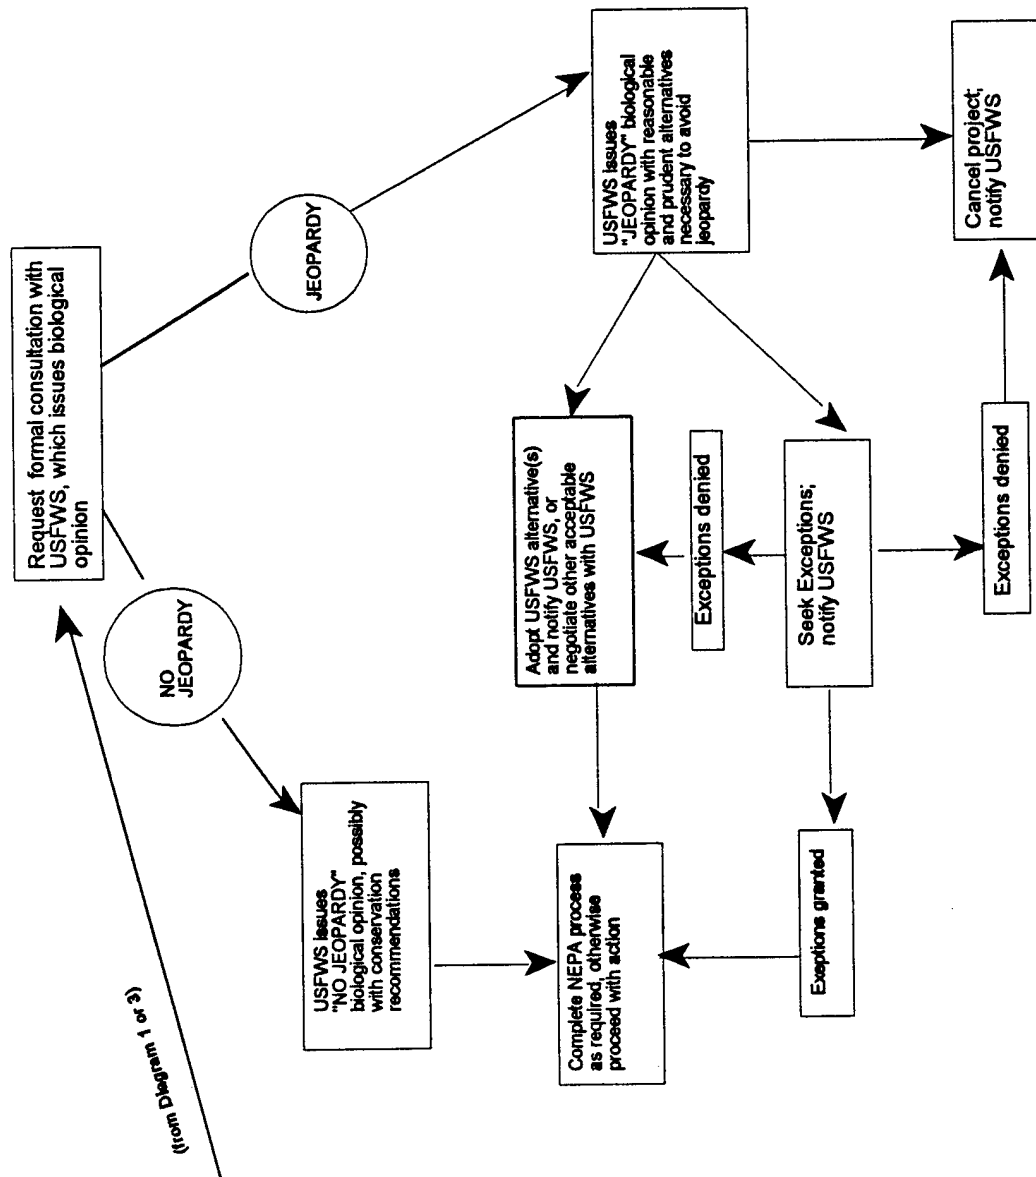 (from Diagram 1 or 3)
Request formal consultation with
USFWS, which issues biological
opinion
NO
JEOPARDY
JEOPARDY
USFWS issues
"NO JEOPARDY"
biological opinion, possibly
with conservation
recommendations
USFWS issues
"JEOPARDY" biological
opinion with reasonable
and prudent alternatives
necessary to avoid
jeopardy
Complete NEPA process
as required, otherwise
proceed with action
Adopt USFWS alternative(s)
and notify USFWS, or
negotiate other acceptable
alternatives with USFWS
Exceptions denied
Exeptions granted
Seek Exceptions;
notify USFWS
Exceptions denied
Cancel project;
notify USFWS